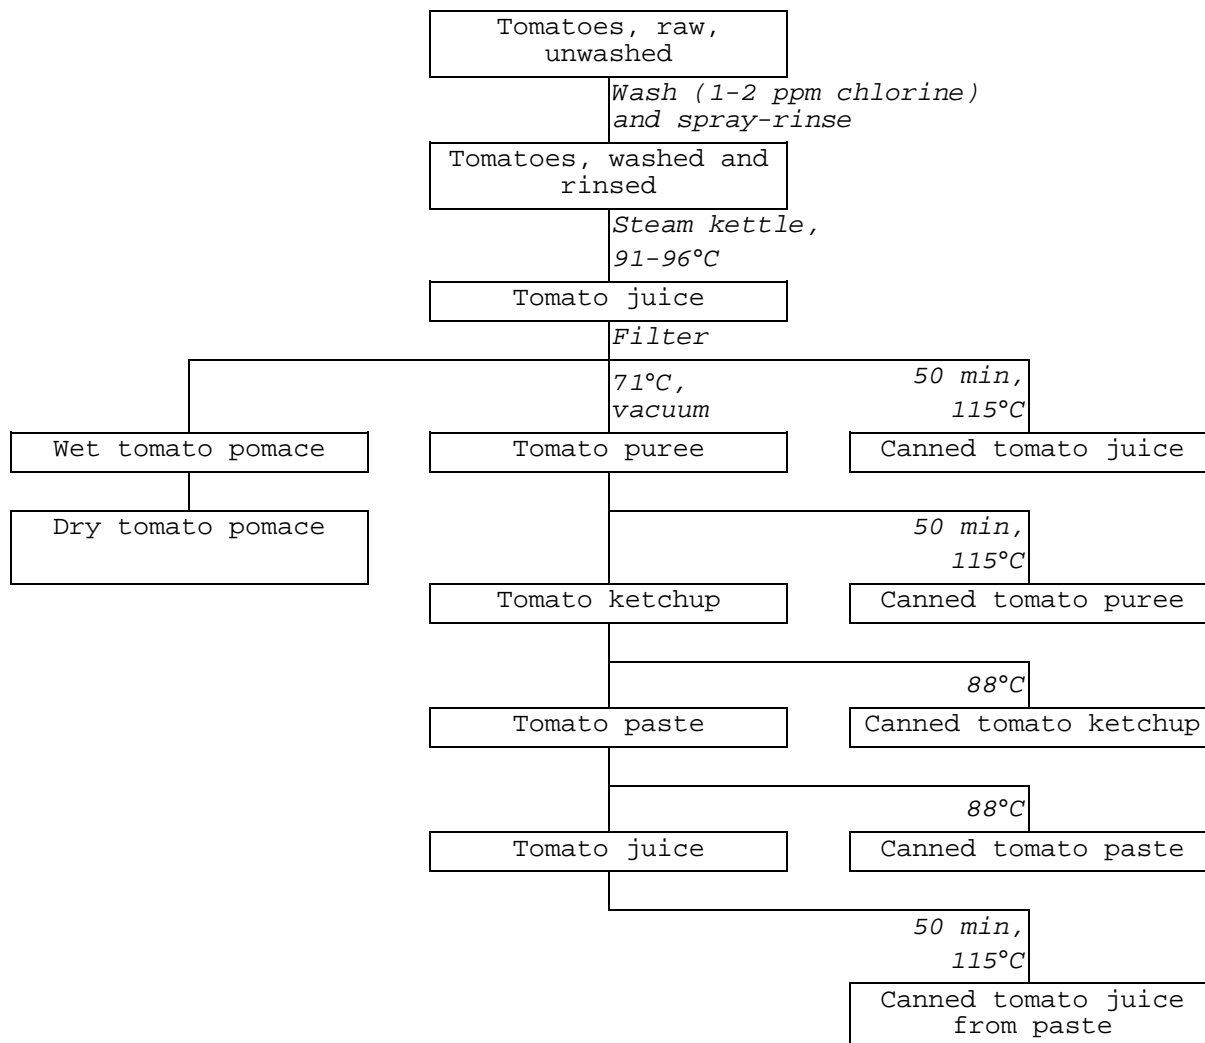 Tomatoes, raw,
unwashed
Wash (1-2 ppm chlorine)
and spray-rinse
Tomatoes, washed and
rinsed
Steam kettle,
91-96°C
Tomato juice
Filter
71°C,
vacuum
50 min,
115°C
Wet tomato pomace
Tomato puree
Canned tomato juice
Dry tomato pomace
50 min,
115°C
Tomato ketchup
Canned tomato puree
88°C
Tomato paste
Canned tomato ketchup
88°C
Tomato juice
Canned tomato paste
50 min,
115°C
Canned tomato juice
from paste